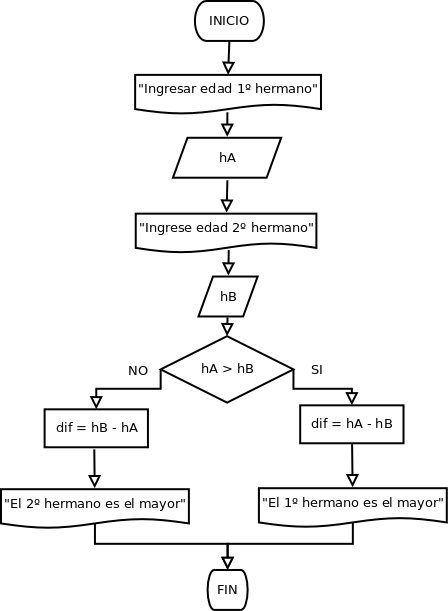 INICIO
"Ingresar edad 1º hermano"
hA
"Ingrese edad 2º hermano"
hB
hA > hB
NO
SI
dif = hB - hA
dif = hA - hB
"El 2º hermano es el mayor"
"El 1º hermano es el mayor"
FIN